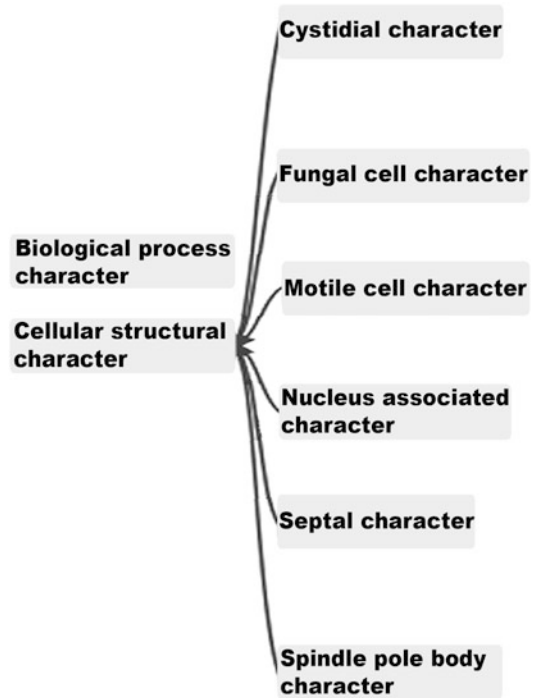 Cystidial character
Fungal cell character
Biological process
character
Motile cell character
Cellular structural
character
Nucleus associated
character
Septal character
Spindle pole body
character